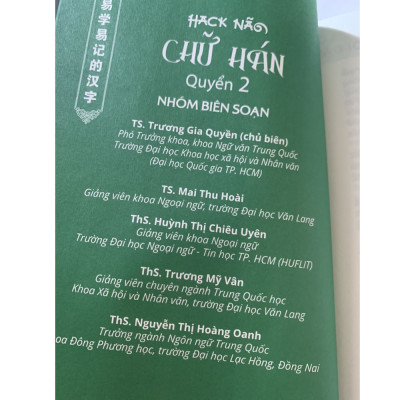 易学易记的汉字
HACK NÃO
CHỮ HÁN
Quyển 2
NHÓM BIÊN SOẠN
TS. Trương Gia Quyền (chủ biên)
Phó Trưởng khoa, khoa Ngữ văn Trung Quốc
Trường Đại học Khoa học xã hội và Nhân văn
(Đại học Quốc gia TP. HCM)
TS. Mai Thu Hoài
Giảng viên khoa Ngoại ngữ, trường Đại học Văn Lang
ThS. Huỳnh Thị Chiêu Uyên
Giảng viên khoa Ngoại ngữ
Trường Đại học Ngoại ngữ - Tin học TP. HCM (HUFLIT)
ThS. Trương Mỹ Vân
Giảng viên chuyên ngành Trung Quốc học
Khoa Xã hội và Nhân văn, trường Đại học Văn Lang
ThS. Nguyễn Thị Hoàng Oanh
Trưởng ngành Ngôn ngữ Trung Quốc
oa Đông Phương học, trường Đại học Lạc Hồng, Đồng Nai